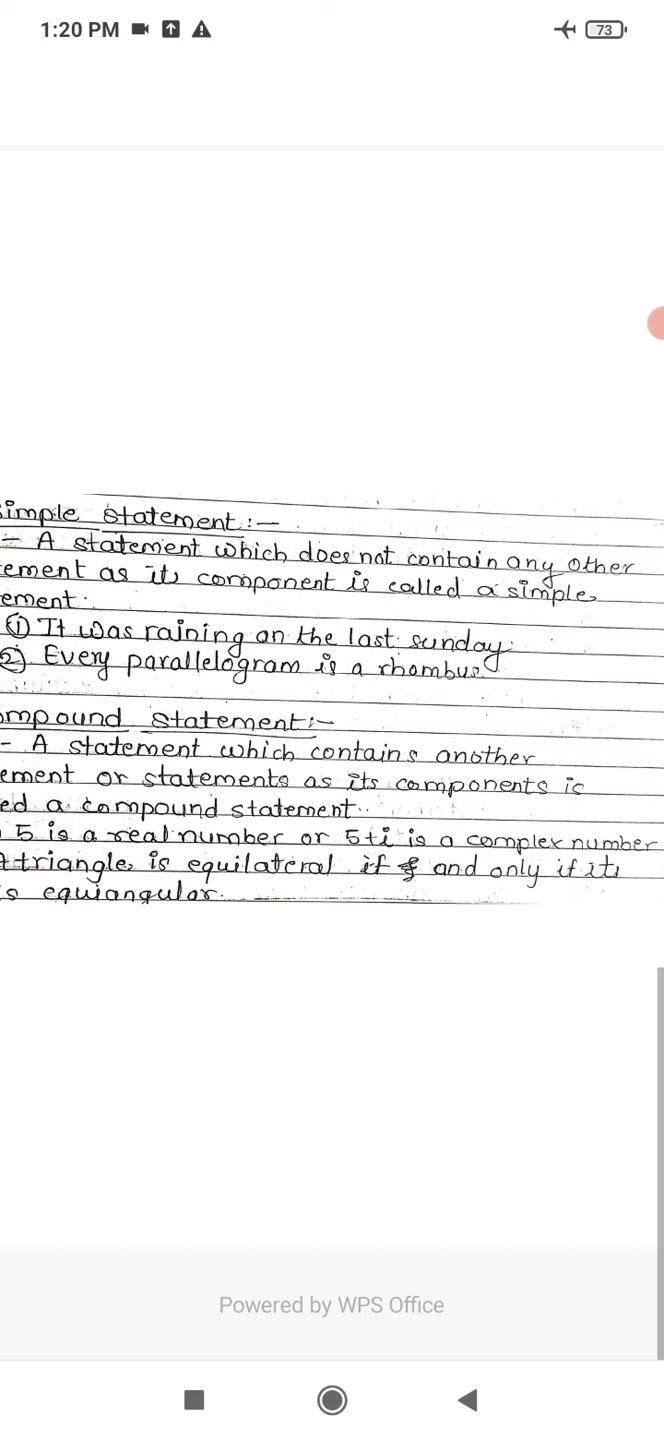 1:20 PM
73
Simple Statement:-
- A statement which does not contain any other
ement as its component is called a simple
ement.
① It was raining on the last sunday.
② Every parallelogram is a rhombus
ompound statement:-
- A statement which contains another
ement or statements as its components is
ed a compound statement..
5 is a real number or 5+i is a complex number
triangle is equilateral if and only if it
s equiangular.
Powered by WPS Office